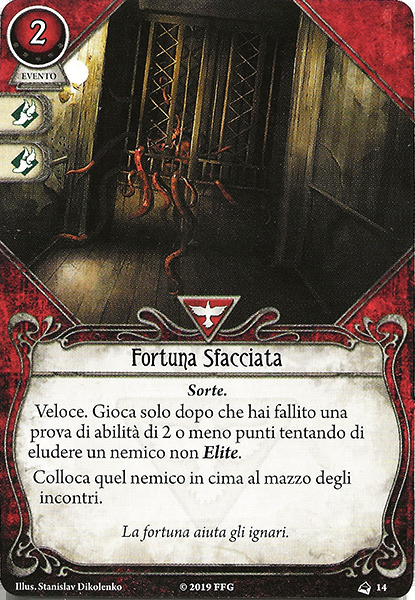 2
EVENTO
Fortuna Sfacciata
Sorte.
Veloce. Gioca solo dopo che hai fallito una
prova di abilità di 2 o meno punti tentando di
eludere un nemico non Elite.
Colloca quel nemico in cima al mazzo degli
incontri.
La fortuna aiuta gli ignari.
Illus. Stanislav Dikolenko © 2019 FFG 14